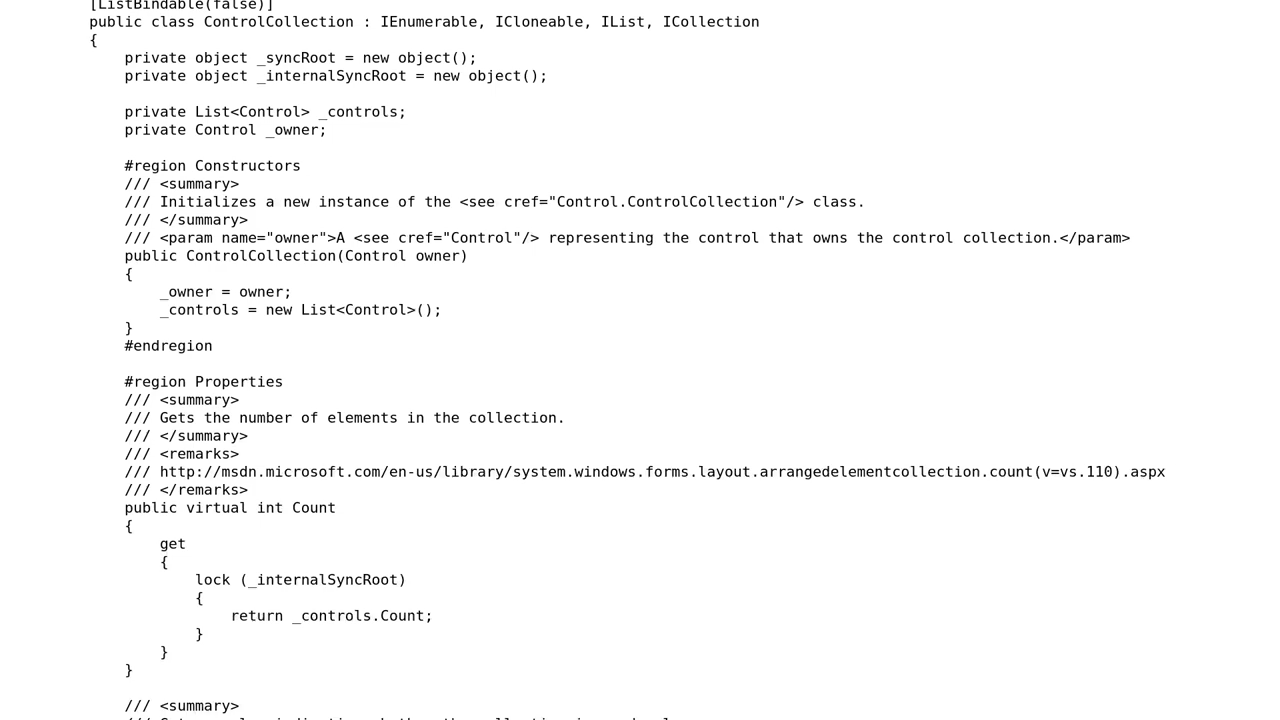 [ListBindable(false)]
public class ControlCollection : IEnumerable, ICloneable, IList, ICollection
{
private object _syncRoot = new object();
private object _internalSyncRoot = new object();
private List<Control> _controls;
private Control _owner;
#region Constructors
/// <summary>
/// Initializes a new instance of the <see cref="Control.ControlCollection"/> class.
/// </summary>
/// <param name="owner">A <see cref="Control"/> representing the control that owns the control collection.</param>
public ControlCollection(Control owner)
{
_owner = owner;
_controls = new List<Control>();
}
#endregion
#region Properties
/// <summary>
/// Gets the number of elements in the collection.
/// </summary>
/// <remarks>
/// http://msdn.microsoft.com/en-us/library/system.windows.forms.layout.arrangedelementcollection.count(v=vs.110).aspx
/// </remarks>
public virtual int Count
{
get
{
lock (_internalSyncRoot)
{
return _controls.Count;
}
}
}
/// <summary>